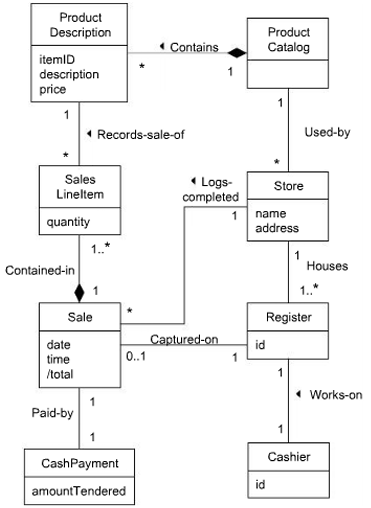 Product
Description
itemID
description
price
Contains
*
1
Product
Catalog
1
Records-sale-of
*
1
Used-by
*
Sales
LineItem
quantity
1..*
Contained-in
1
Logs-
completed
1
*
Store
name
address
1
Houses
1..*
Sale
date
time
/total
Captured-on
0..1
1
Register
id
1
Paid-by
1
1
Works-on
1
CashPayment
amountTendered
Cashier
id